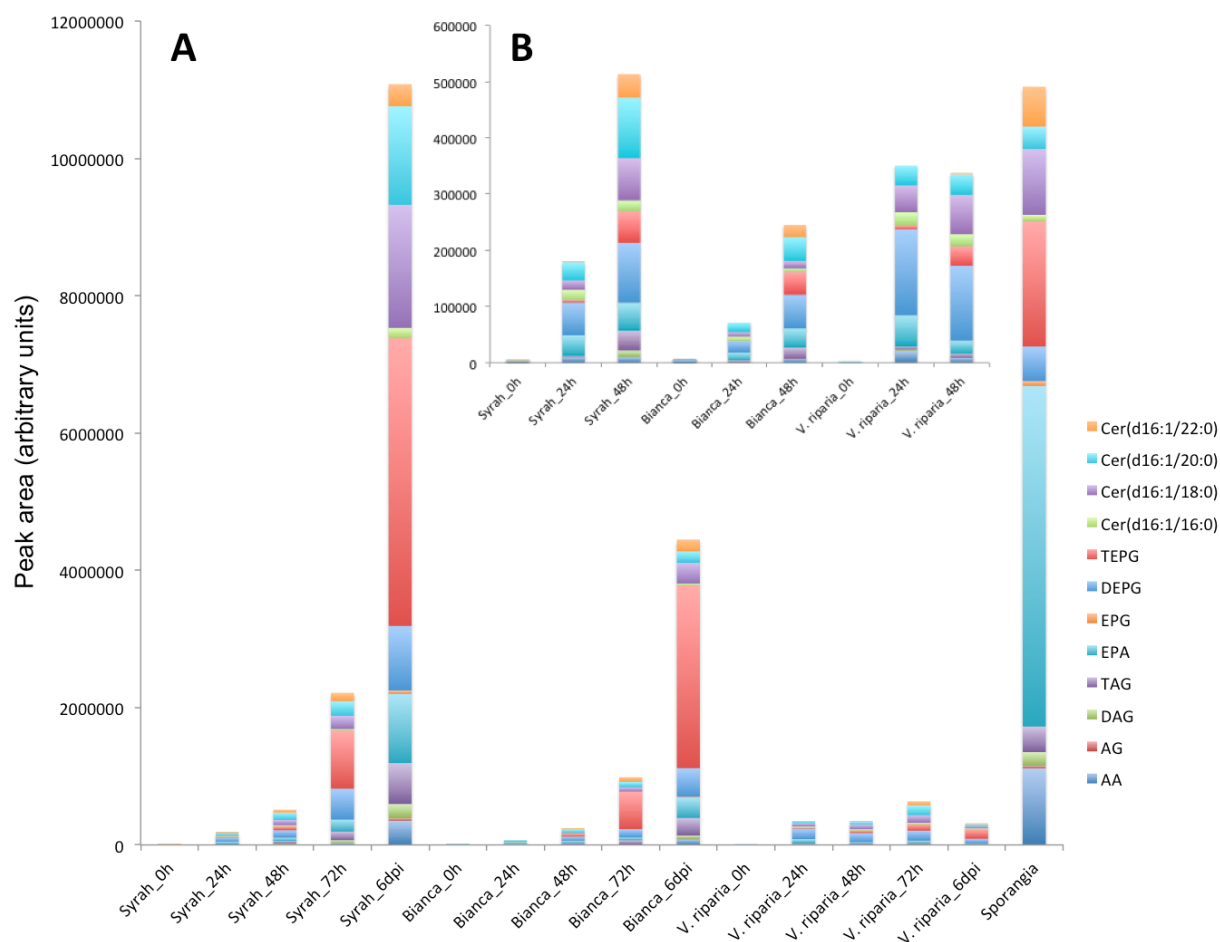 A
B
Peak area (arbitrary units)
12000000
10000000
8000000
6000000
4000000
2000000
0
600000
500000
400000
300000
200000
100000
0
Syrah_0h
Syrah_24h
Syrah_48h
Bianca_0h
Bianca_24h
Bianca_48h
V. riparia_0h
V. riparia_24h
V. riparia_48h
Cer(d16:1/22:0)
Cer(d16:1/20:0)
Cer(d16:1/18:0)
Cer(d16:1/16:0)
TEPG
DEPG
EPG
EPA
TAG
DAG
AG
AA
Syrah_0h
Syrah_24h
Syrah_48h
Syrah_72h
Syrah_6dpi
Bianca_0h
Bianca_24h
Bianca_48h
Bianca_72h
Bianca_6dpi
V. riparia_0h
V. riparia_24h
V. riparia_48h
V. riparia_72h
V. riparia_6dpi
Sporangia